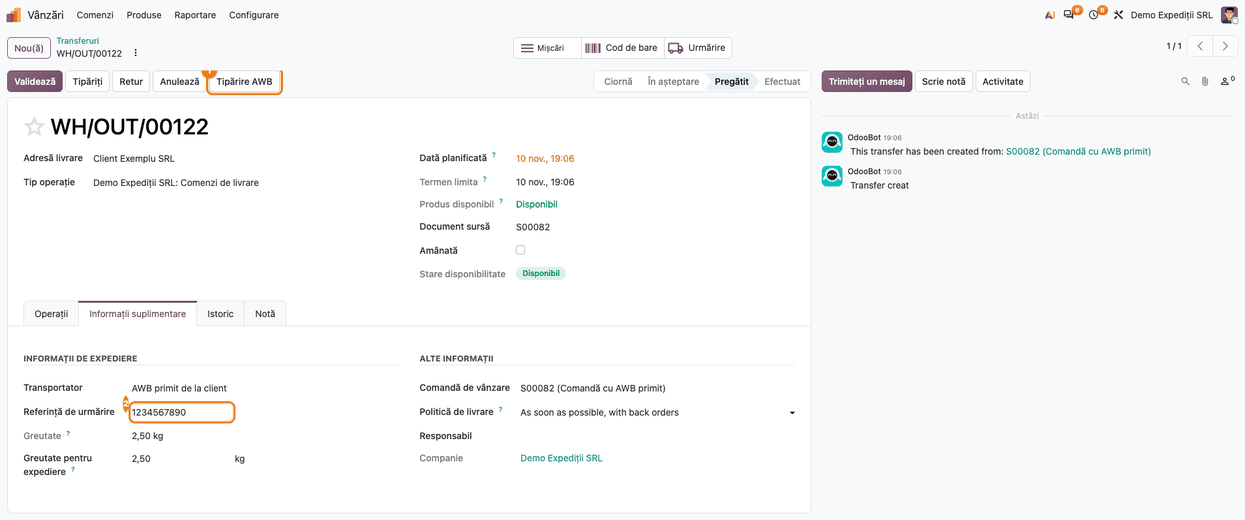 Vânzări Comenzi Produse Raportare Configurare
AI 6 6 Demo Expediții SRL
Nou(ă) Transferuri
WH/OUT/00122
Mișcări Cod de bare Urmărire
1 / 1
Validează Tipăriți Retur Anulează Tipărire AWB
Ciornă În așteptare Pregătit Efectuat
Trimiteți un mesaj Scrie notă Activitate 0
WH/OUT/00122
Adresă livrare Client Exemplu SRL
Tip operație Demo Expediții SRL: Comenzi de livrare
Dată planificată ? 10 nov., 19:06
Termen limita ? 10 nov., 19:06
Produs disponibil ? Disponibil
Document sursă S00082
Amânată
Stare disponibilitate Disponibil
Operații Informații suplimentare Istoric Notă
INFORMAȚII DE EXPEDIERE
Transportator AWB primit de la client
Referință de urmărire 2 1234567890
Greutate ? 2,50 kg
Greutate pentru expediere ? 2,50 kg
ALTE INFORMAȚII
Comandă de vânzare S00082 (Comandă cu AWB primit)
Politică de livrare ? As soon as possible, with back orders
Responsabil
Companie Demo Expediții SRL
Astăzi
OdooBot 19:06
This transfer has been created from: S00082 (Comandă cu AWB primit)
OdooBot 19:06
Transfer creat